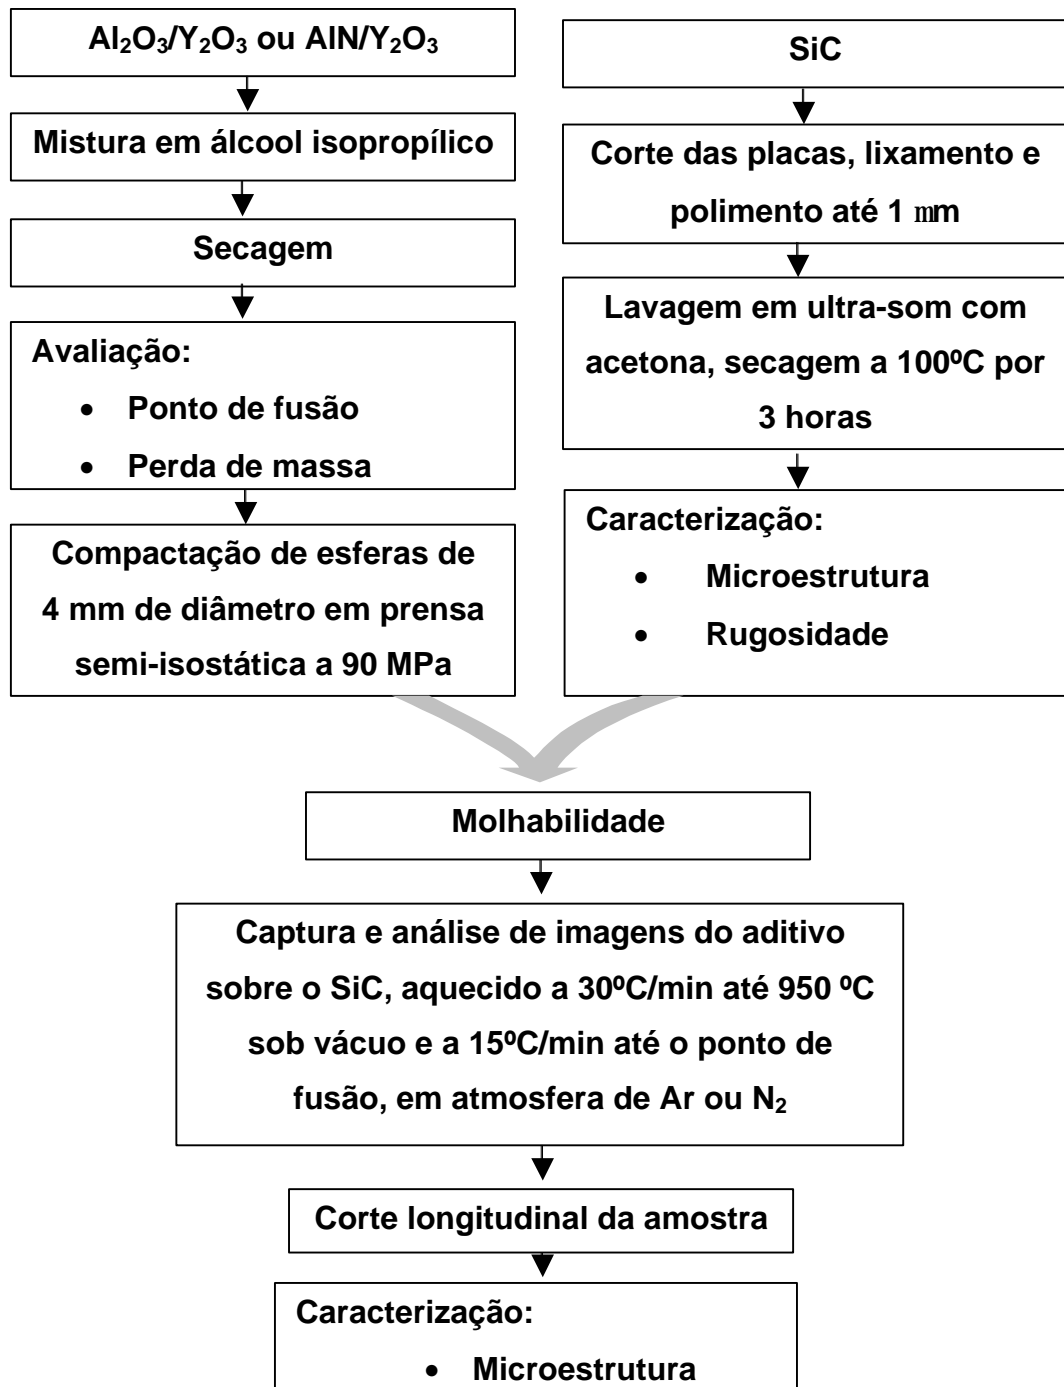 Al₂O₃/Y₂O₃ ou AlN/Y₂O₃
Mistura em álcool isopropílico
Secagem
Avaliação:
• Ponto de fusão
• Perda de massa
Compactação de esferas de
4 mm de diâmetro em prensa
semi-isostática a 90 MPa
SiC
Corte das placas, lixamento e
polimento até 1 mm
Lavagem em ultra-som com
acetona, secagem a 100ºC por
3 horas
Caracterização:
• Microestrutura
• Rugosidade
Molhabilidade
Captura e análise de imagens do aditivo
sobre o SiC, aquecido a 30ºC/min até 950 ºC
sob vácuo e a 15ºC/min até o ponto de
fusão, em atmosfera de Ar ou N₂
Corte longitudinal da amostra
Caracterização:
• Microestrutura